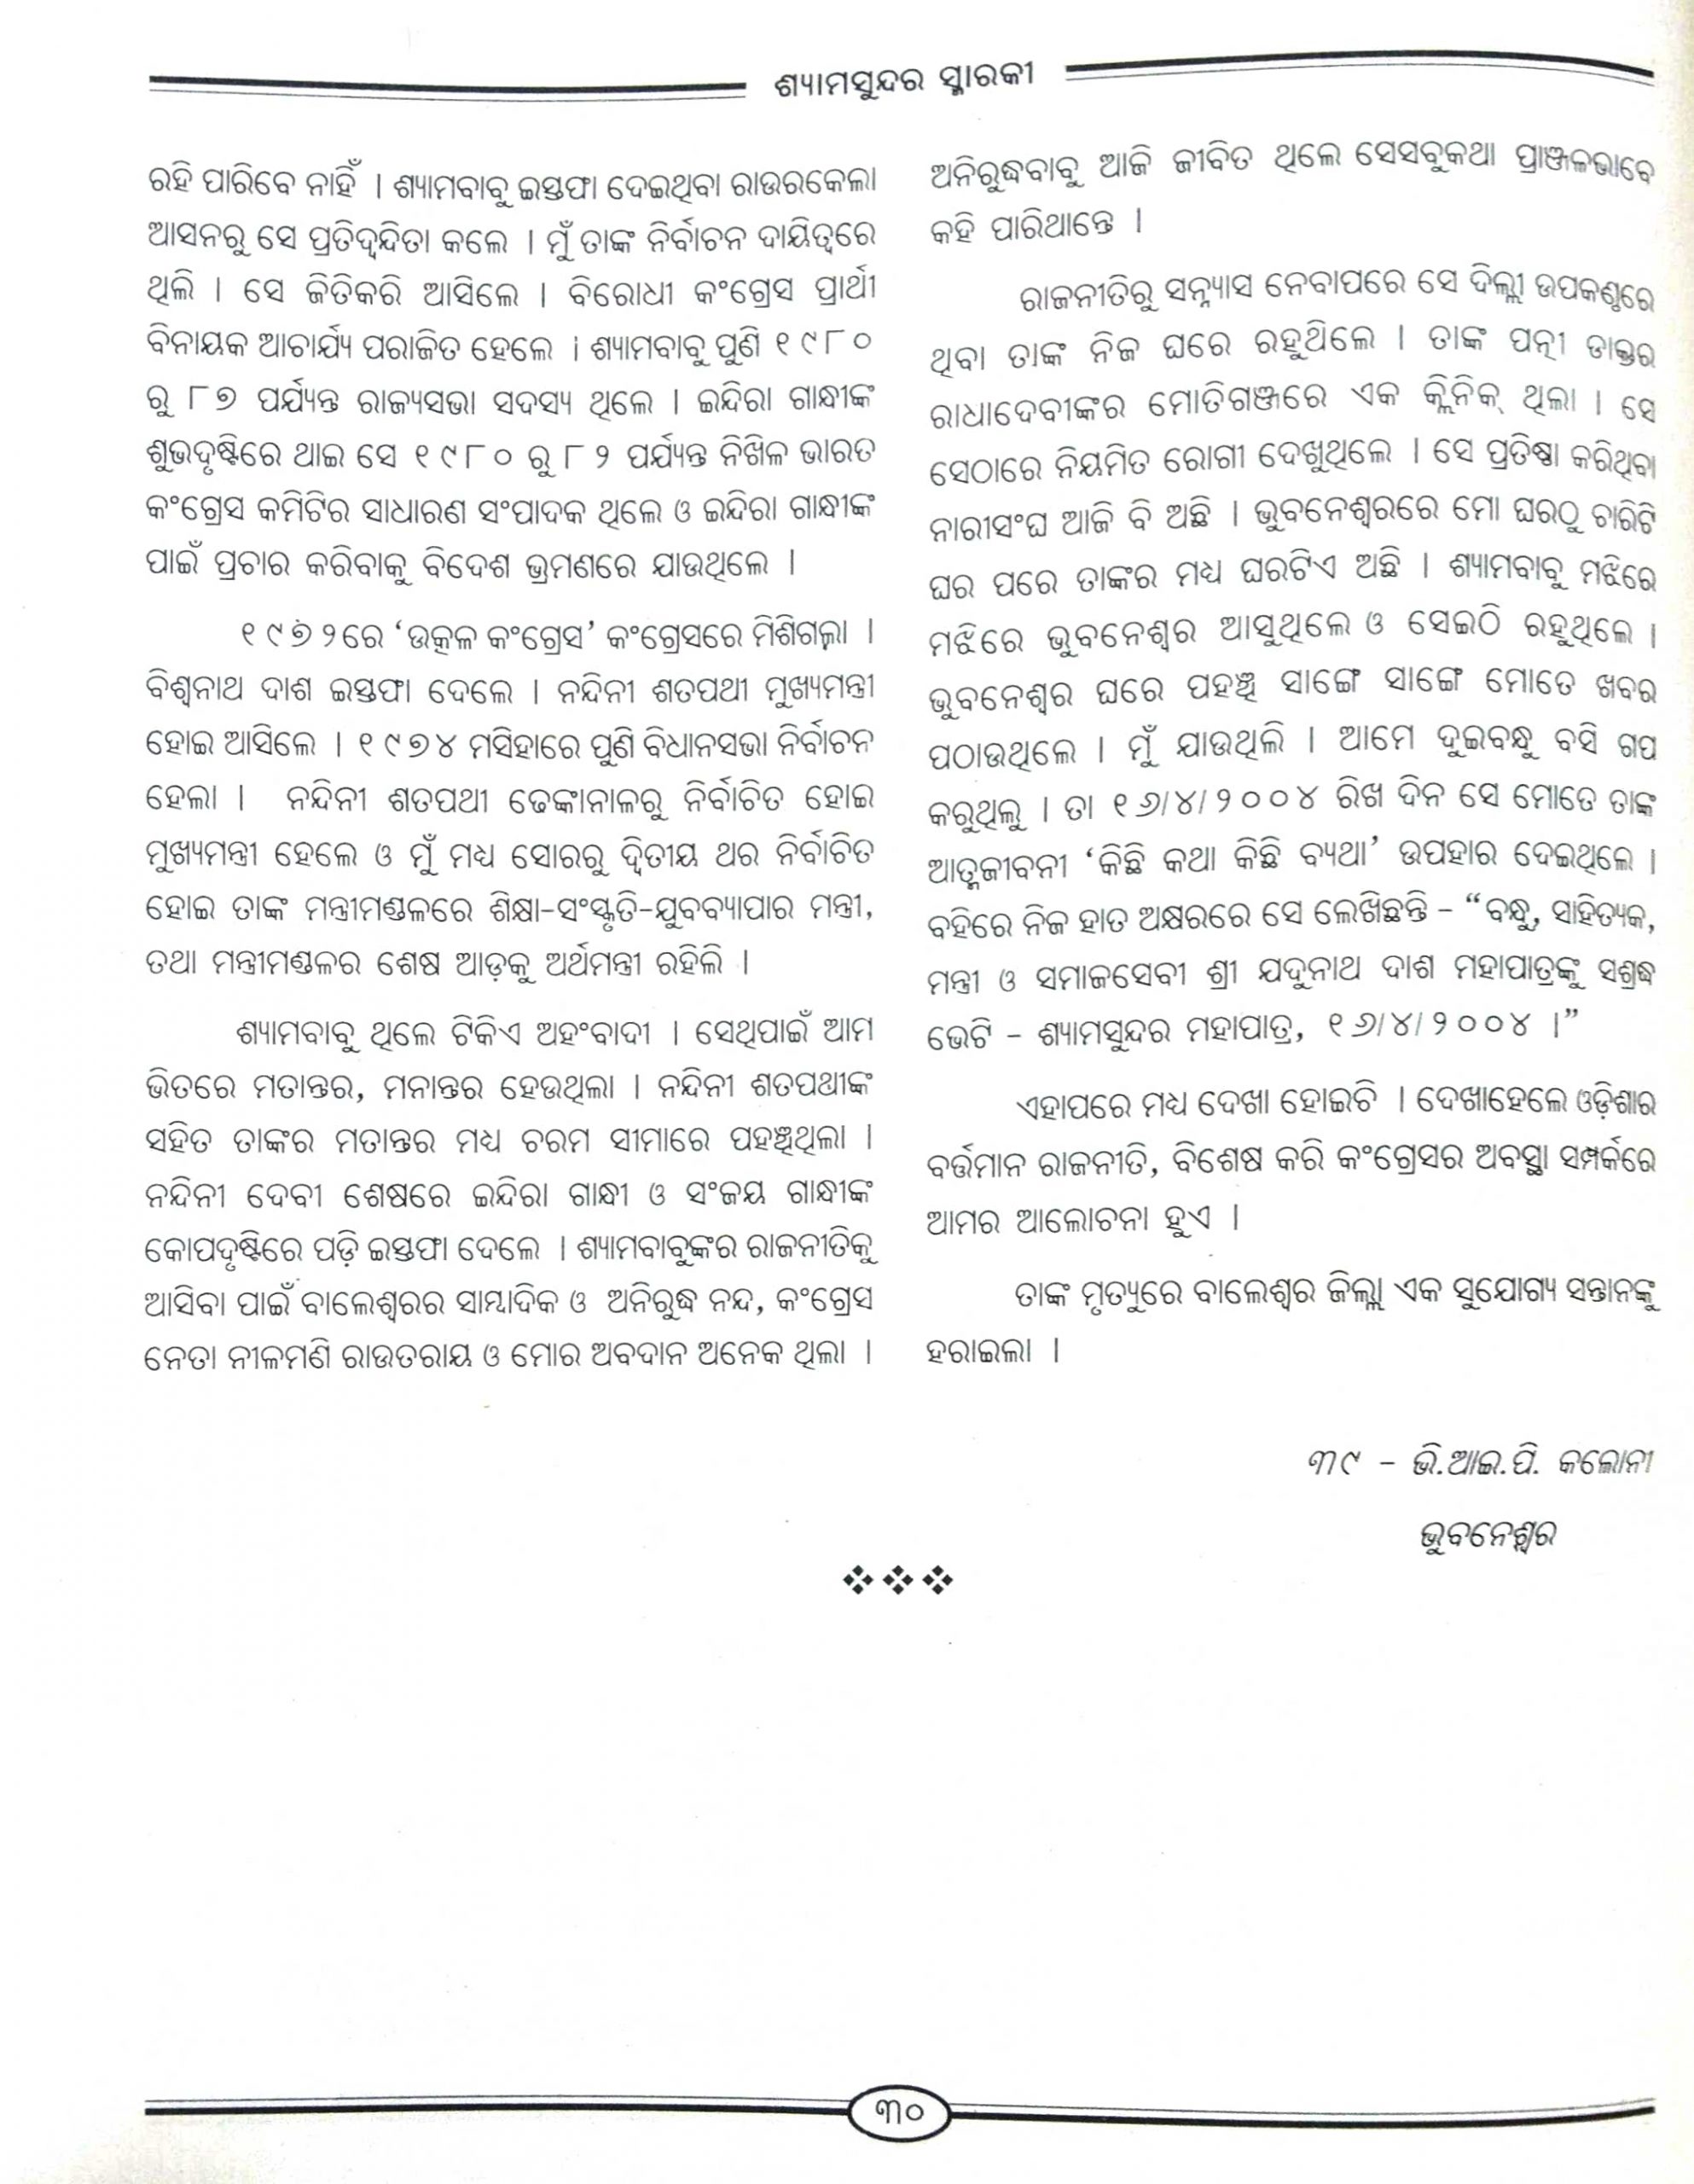 ଶ୍ୟାମସୁନ୍ଦର ସ୍ମାରକୀ
ରହି ପାରିବେ ନାହିଁ । ଶ୍ୟାମବାବୁ ଇସ୍ତଫା ଦେଇଥିବା ରାଉରକେଲା
ଆସନରୁ ସେ ପ୍ରତିଦ୍ୱନ୍ଦିତା କଲେ । ମୁଁ ତାଙ୍କ ନିର୍ବାଚନ ଦାୟିତ୍ୱରେ
ଥିଲି । ସେ ଜିତିକରି ଆସିଲେ । ବିରୋଧୀ କଂଗ୍ରେସ ପ୍ରାର୍ଥୀ
ବିନାୟକ ଆଚାର୍ଯ୍ୟ ପରାଜିତ ହେଲେ । ଶ୍ୟାମବାବୁ ପୁଣି ୧୯୮୦
ରୁ ୮୭ ପର୍ଯ୍ୟନ୍ତ ରାଜ୍ୟସଭା ସଦସ୍ୟ ଥିଲେ । ଇନ୍ଦିରା ଗାନ୍ଧୀଙ୍କ
ଶୁଭଦୃଷ୍ଟିରେ ଥାଇ ସେ ୧୯୮୦ ରୁ ୮୨ ପର୍ଯ୍ୟନ୍ତ ନିଖିଳ ଭାରତ
କଂଗ୍ରେସ କମିଟିର ସାଧାରଣ ସଂପାଦକ ଥିଲେ ଓ ଇନ୍ଦିରା ଗାନ୍ଧୀଙ୍କ
ପାଇଁ ପ୍ରଚାର କରିବାକୁ ବିଦେଶ ଭ୍ରମଣରେ ଯାଉଥିଲେ ।
୧୯୭୨ରେ ‘ଉତ୍କଳ କଂଗ୍ରେସ’ କଂଗ୍ରେସରେ ମିଶିଗଲା ।
ବିଶ୍ୱନାଥ ଦାଶ ଇସ୍ତଫା ଦେଲେ । ନନ୍ଦିନୀ ଶତପଥୀ ମୁଖ୍ୟମନ୍ତ୍ରୀ
ହୋଇ ଆସିଲେ । ୧୯୭୪ ମସିହାରେ ପୁଣି ବିଧାନସଭା ନିର୍ବାଚନ
ହେଲା । ନନ୍ଦିନୀ ଶତପଥୀ ଢେଙ୍କାନାଳରୁ ନିର୍ବାଚିତ ହୋଇ
ମୁଖ୍ୟମନ୍ତ୍ରୀ ହେଲେ ଓ ମୁଁ ମଧ୍ୟ ସୋରରୁ ଦ୍ୱିତୀୟ ଥର ନିର୍ବାଚିତ
ହୋଇ ତାଙ୍କ ମନ୍ତ୍ରୀମଣ୍ଡଳରେ ଶିକ୍ଷା-ସଂସ୍କୃତି-ଯୁବବ୍ୟାପାର ମନ୍ତ୍ରୀ,
ତଥା ମନ୍ତ୍ରୀମଣ୍ଡଳର ଶେଷ ଆଡ଼କୁ ଅର୍ଥମନ୍ତ୍ରୀ ରହିଲି ।
ଶ୍ୟାମବାବୁ ଥିଲେ ଟିକିଏ ଅହଂବାଦୀ । ସେଥିପାଇଁ ଆମ
ଭିତରେ ମତାନ୍ତର, ମନାନ୍ତର ହେଉଥିଲା । ନନ୍ଦିନୀ ଶତପଥୀଙ୍କ
ସହିତ ତାଙ୍କର ମତାନ୍ତର ମଧ୍ୟ ଚରମ ସୀମାରେ ପହଞ୍ଚିଥିଲା ।
ନନ୍ଦିନୀ ଦେବୀ ଶେଷରେ ଇନ୍ଦିରା ଗାନ୍ଧୀ ଓ ସଂଜୟ ଗାନ୍ଧୀଙ୍କ
କୋପଦୃଷ୍ଟିରେ ପଡ଼ି ଇସ୍ତଫା ଦେଲେ । ଶ୍ୟାମବାବୁଙ୍କର ରାଜନୀତିକୁ
ଆସିବା ପାଇଁ ବାଲେଶ୍ୱରର ସାମ୍ବାଦିକ ଓ ଅନିରୁଦ୍ଧ ନନ୍ଦ, କଂଗ୍ରେସ
ନେତା ନୀଳମଣି ରାଉତରାୟ ଓ ମୋର ଅବଦାନ ଅନେକ ଥିଲା ।
ଅନିରୁଦ୍ଧବାବୁ ଆଜି ଜୀବିତ ଥିଲେ ସେସବୁକଥା ପ୍ରାଞ୍ଜଳଭାବେ
କହି ପାରିଥାନ୍ତେ ।
ରାଜନୀତିରୁ ସନ୍ନ୍ୟାସ ନେବାପରେ ସେ ଦିଲ୍ଲୀ ଉପକଣ୍ଠରେ
ଥିବା ତାଙ୍କ ନିଜ ଘରେ ରହୁଥିଲେ । ତାଙ୍କ ପତ୍ନୀ ଡାକ୍ତର
ରାଧାଦେବୀଙ୍କର ମୋତିଗଞ୍ଜରେ ଏକ କ୍ଲିନିକ୍ ଥିଲା । ସେ
ସେଠାରେ ନିୟମିତ ରୋଗୀ ଦେଖୁଥିଲେ । ସେ ପ୍ରତିଷ୍ଠା କରିଥିବା
ନାରୀସଂଘ ଆଜି ବି ଅଛି । ଭୁବନେଶ୍ୱରରେ ମୋ ଘରଠୁ ଚାରିଟି
ଘର ପରେ ତାଙ୍କର ମଧ୍ୟ ଘରଟିଏ ଅଛି । ଶ୍ୟାମବାବୁ ମଝିରେ
ମଝିରେ ଭୁବନେଶ୍ୱର ଆସୁଥିଲେ ଓ ସେଇଠି ରହୁଥିଲେ ।
ଭୁବନେଶ୍ୱର ଘରେ ପହଞ୍ଚି ସାଙ୍ଗେ ସାଙ୍ଗେ ମୋତେ ଖବର
ପଠାଉଥିଲେ । ମୁଁ ଯାଉଥିଲି । ଆମେ ଦୁଇବନ୍ଧୁ ବସି ଗପ
କରୁଥିଲୁ । ତା ୧୬/୪/୨୦୦୪ ରିଖ ଦିନ ସେ ମୋତେ ତାଙ୍କ
ଆତ୍ମଜୀବନୀ ‘କିଛି କଥା କିଛି ବ୍ୟଥା’ ଉପହାର ଦେଇଥିଲେ ।
ବହିରେ ନିଜ ହାତ ଅକ୍ଷରରେ ସେ ଲେଖିଛନ୍ତି - “ବନ୍ଧୁ, ସାହିତ୍ୟିକ,
ମନ୍ତ୍ରୀ ଓ ସମାଜସେବୀ ଶ୍ରୀ ଯଦୁନାଥ ଦାଶ ମହାପାତ୍ରଙ୍କୁ ସଶ୍ରଦ୍ଧ
ଭେଟି - ଶ୍ୟାମସୁନ୍ଦର ମହାପାତ୍ର, ୧୬/୪/୨୦୦୪ ।”
ଏହାପରେ ମଧ୍ୟ ଦେଖା ହୋଇଚି । ଦେଖାହେଲେ ଓଡ଼ିଶାର
ବର୍ତ୍ତମାନ ରାଜନୀତି, ବିଶେଷ କରି କଂଗ୍ରେସର ଅବସ୍ଥା ସମ୍ପର୍କରେ
ଆମର ଆଲୋଚନା ହୁଏ ।
ତାଙ୍କ ମୃତ୍ୟୁରେ ବାଲେଶ୍ୱର ଜିଲ୍ଲା ଏକ ସୁଯୋଗ୍ୟ ସନ୍ତାନଙ୍କୁ
ହରାଇଲା ।
୩୯ - ଭି.ଆଇ.ପି. କଲୋନୀ
ଭୁବନେଶ୍ୱର
୩୦